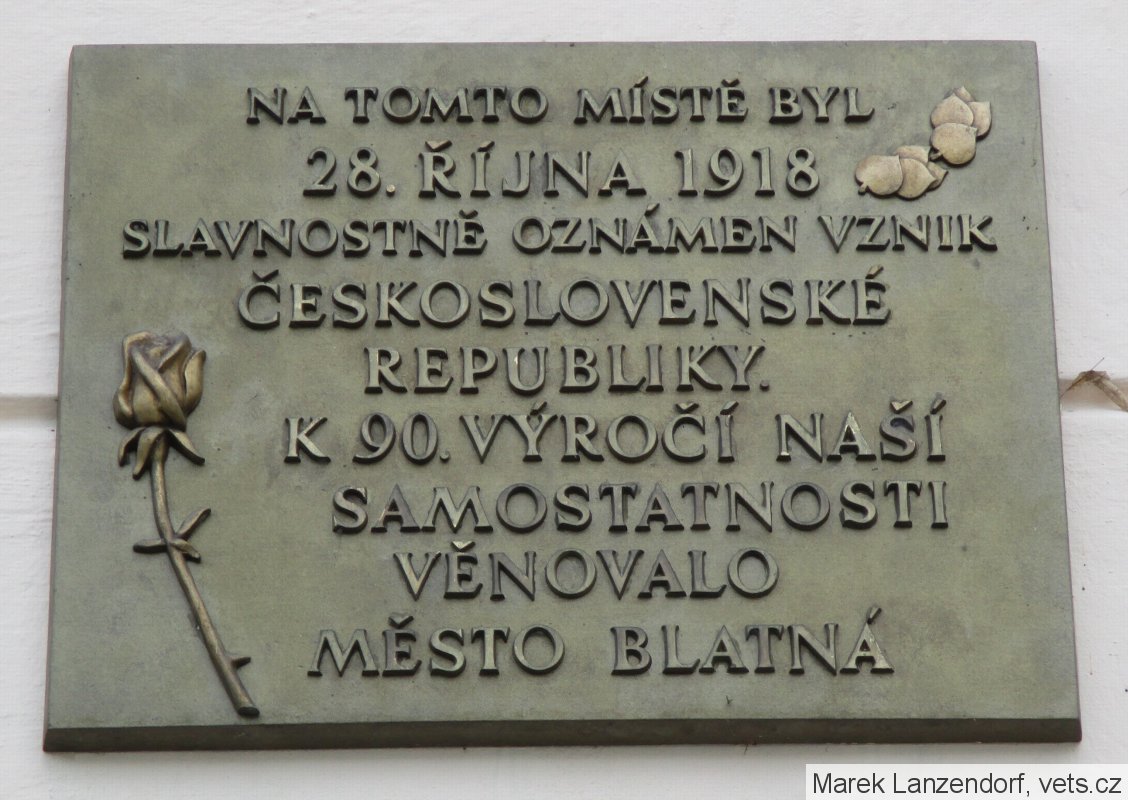 NA TOMTO MÍSTĚ BYL
28. ŘÍJNA 1918
SLAVNOSTNĚ OZNÁMEN VZNIK
ČESKOSLOVENSKÉ
REPUBLIKY.
K 90. VÝROČÍ NAŠÍ
SAMOSTATNOSTI
VĚNOVALO
MĚSTO BLATNÁ
Marek Lanzendorf, vets.cz